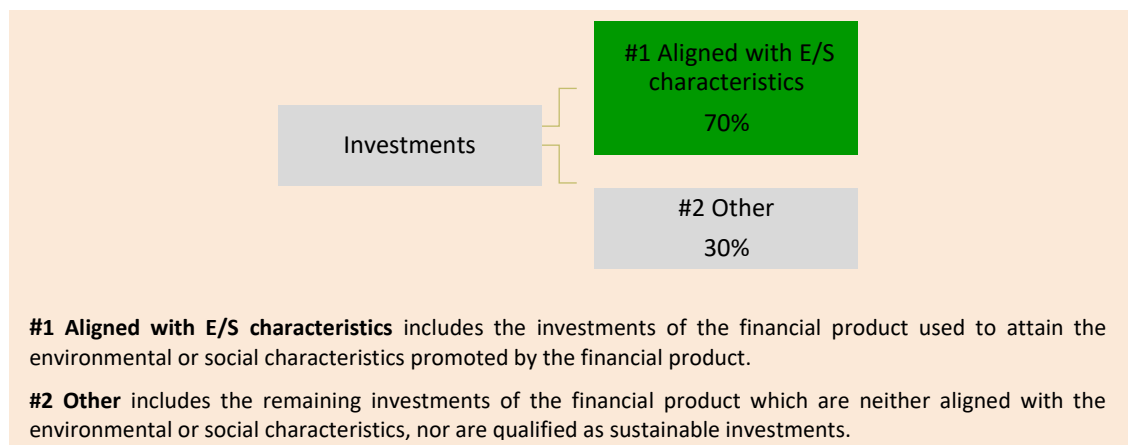 #1 Aligned with E/S
characteristics
70%
Investments
#2 Other
30%
#1 Aligned with E/S characteristics includes the investments of the financial product used to attain the
environmental or social characteristics promoted by the financial product.
#2 Other includes the remaining investments of the financial product which are neither aligned with the
environmental or social characteristics, nor are qualified as sustainable investments.